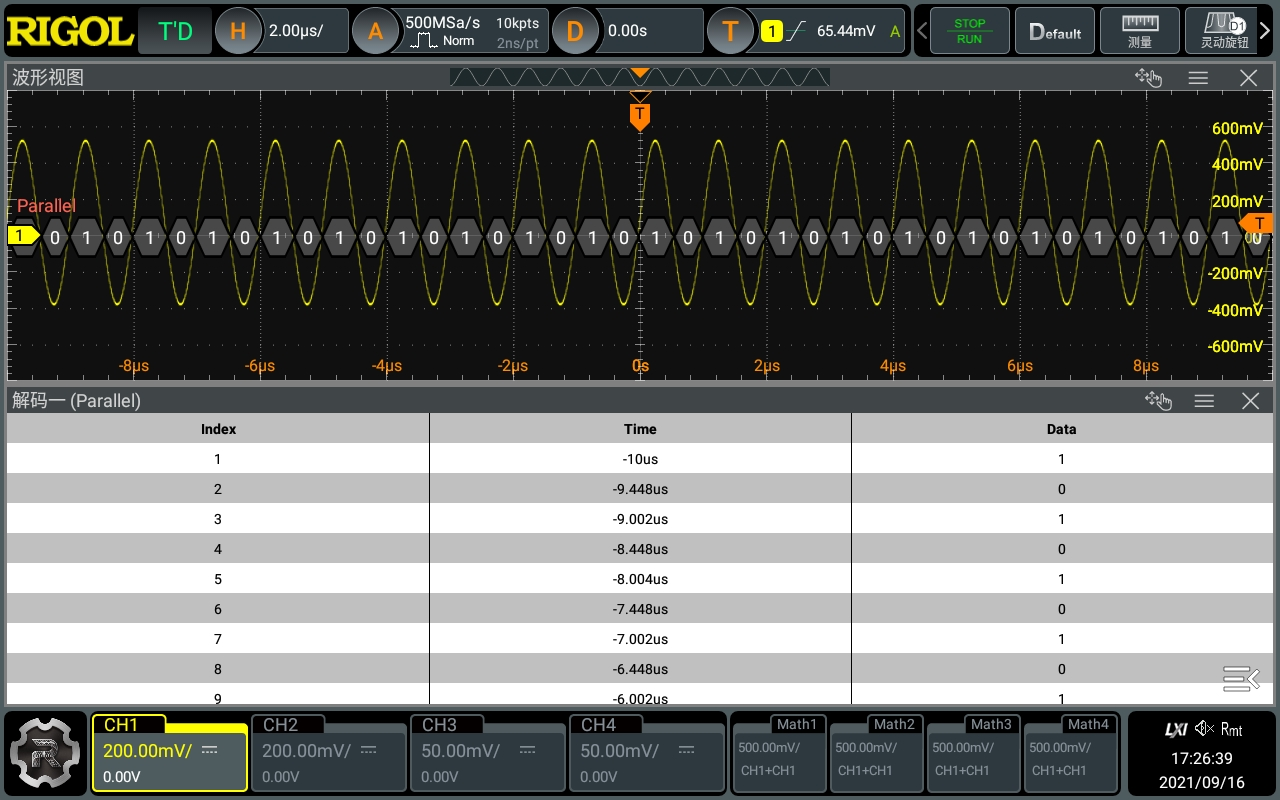 RIGOL T'D H 2.00μs/ A 500MSa/s 10kpts Norm 2ns/pt D 0.00s T 1 65.44mV A STOP RUN Default 测量 D1 灵动旋钮
波形视图
T
600mV
400mV
200mV
Parallel
T
1 0 1 0 1 0 1 0 1 0 1 0 1 0 1 0 1 0 1 0 1 0 1 0 1 0 1 0 1 0 1 0 1 0 1 0 1 0 1
-200mV
-400mV
-600mV
-8μs -6μs -4μs -2μs 0s 2μs 4μs 6μs 8μs
解码一 (Parallel)
Index Time Data
1 -10us 1
2 -9.448us 0
3 -9.002us 1
4 -8.448us 0
5 -8.004us 1
6 -7.448us 0
7 -7.002us 1
8 -6.448us 0
9 -6.002us 1
CH1 CH2 CH3 CH4 Math1 Math2 Math3 Math4
200.00mV/ 200.00mV/ 50.00mV/ 50.00mV/ 500.00mV/ 500.00mV/ 500.00mV/ 500.00mV/
0.00V 0.00V 0.00V 0.00V CH1+CH1 CH1+CH1 CH1+CH1 CH1+CH1
R
LXI Rmt
17:26:39
2021/09/16